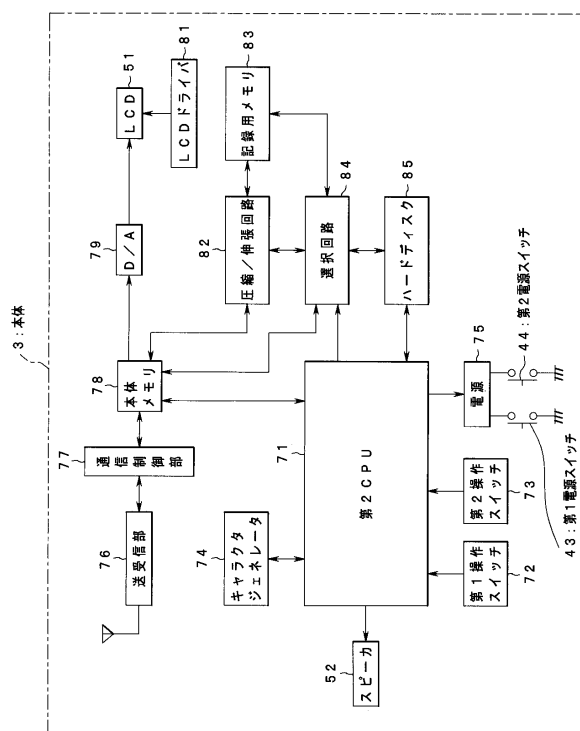 3：本体
76
送受信部
77
通信制御部
78
本体
メモリ
79
D／A
51
LCD
81
LCDドライバ
82
圧縮／伸張回路
83
記録用メモリ
84
選択回路
85
ハードディスク
74
キャラクタ
ジェネレータ
71
第2CPU
52
スピーカ
72
第1操作
スイッチ
73
第2操作
スイッチ
75
電源
43：第1電源スイッチ
44：第2電源スイッチ